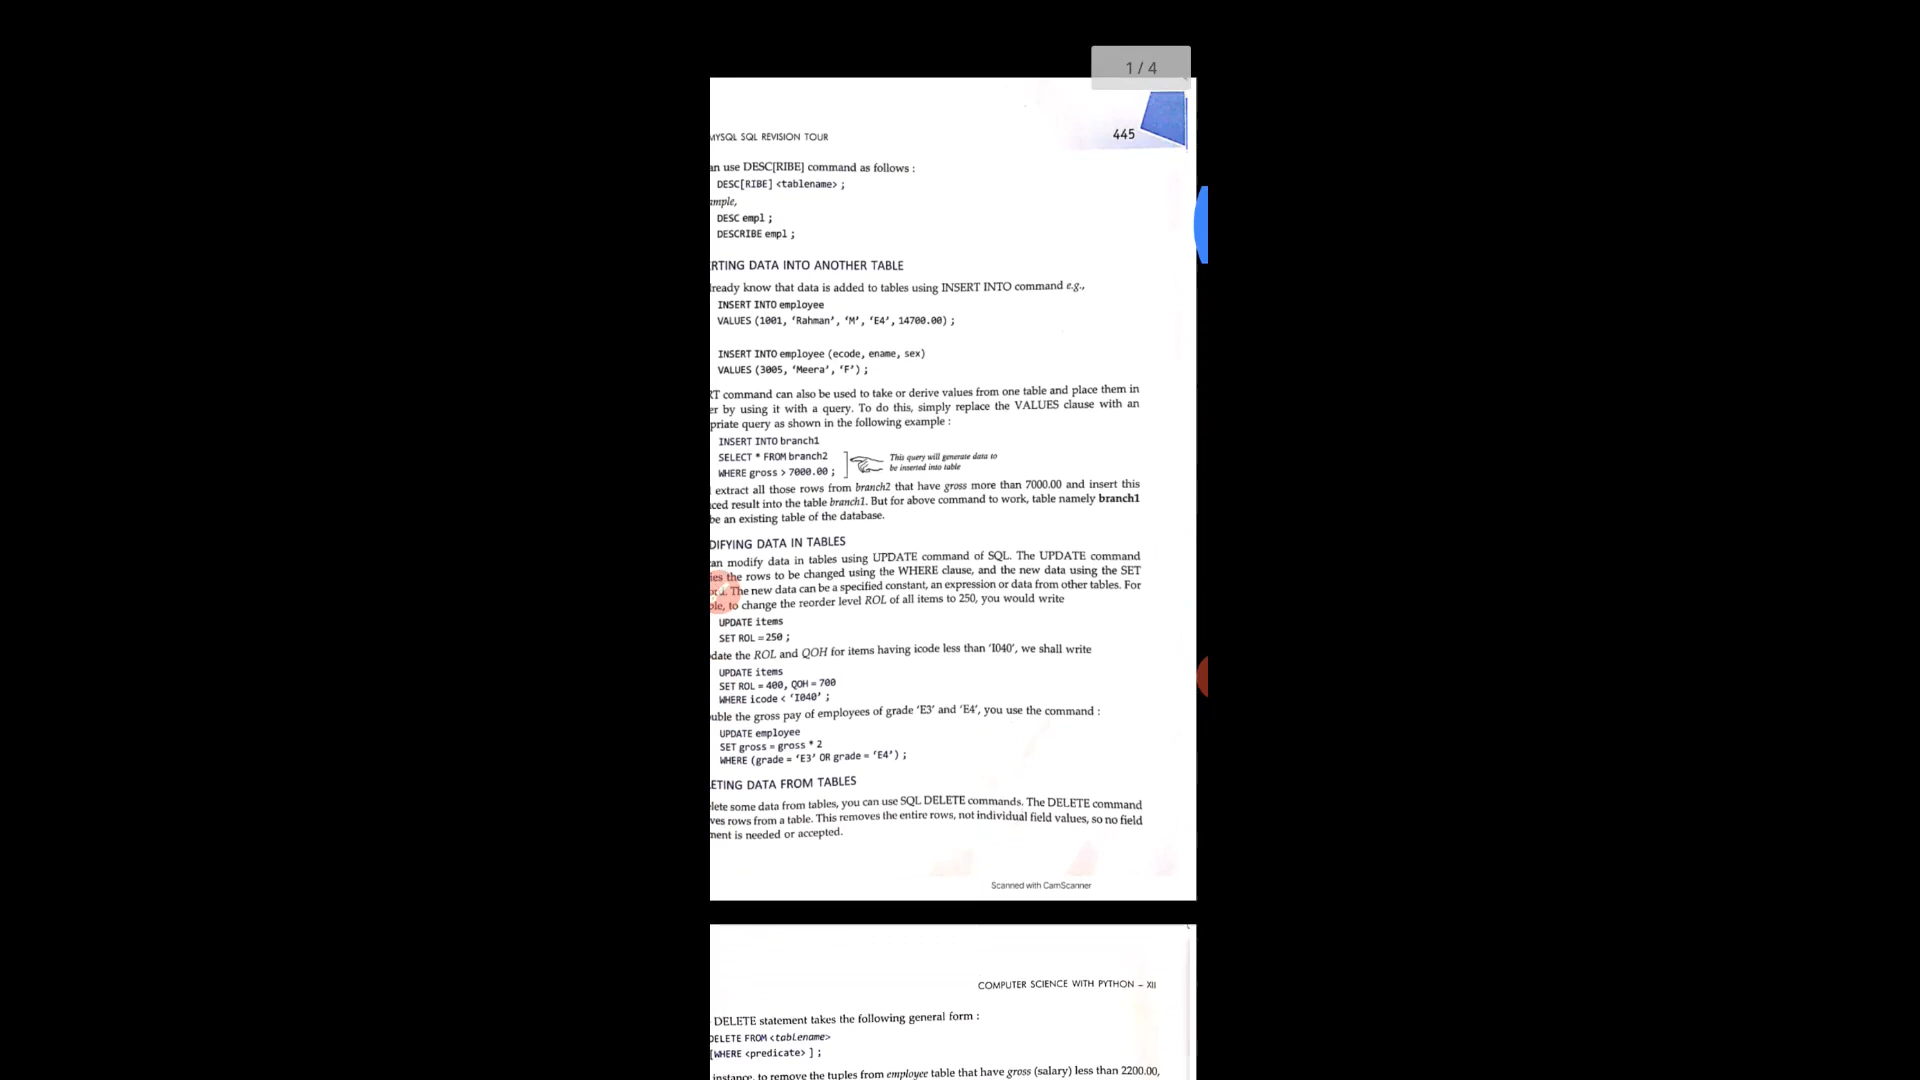 1 / 4
MYSQL SQL REVISION TOUR
445
an use DESC[RIBE] command as follows :
DESC[RIBE] <tablename> ;
ample,
DESC empl ;
DESCRIBE empl ;
RTING DATA INTO ANOTHER TABLE
lready know that data is added to tables using INSERT INTO command e.g.,
INSERT INTO employee
VALUES (1001, ‘Rahman’, ‘M’, ‘E4’, 14700.00) ;
INSERT INTO employee (ecode, ename, sex)
VALUES (3005, ‘Meera’, ‘F’) ;
RT command can also be used to take or derive values from one table and place them in
er by using it with a query. To do this, simply replace the VALUES clause with an
priate query as shown in the following example :
INSERT INTO branch1
SELECT * FROM branch2
WHERE gross > 7000.00 ;
This query will generate data to
be inserted into table
extract all those rows from branch2 that have gross more than 7000.00 and insert this
ced result into the table branch1. But for above command to work, table namely branch1
be an existing table of the database.
DIFYING DATA IN TABLES
an modify data in tables using UPDATE command of SQL. The UPDATE command
ies the rows to be changed using the WHERE clause, and the new data using the SET
ord. The new data can be a specified constant, an expression or data from other tables. For
ple, to change the reorder level ROL of all items to 250, you would write
UPDATE items
SET ROL = 250 ;
date the ROL and QOH for items having icode less than ‘I040’, we shall write
UPDATE items
SET ROL = 400, QOH = 700
WHERE icode < ‘I040’ ;
uble the gross pay of employees of grade ‘E3’ and ‘E4’, you use the command :
UPDATE employee
SET gross = gross * 2
WHERE (grade = ‘E3’ OR grade = ‘E4’) ;
ETING DATA FROM TABLES
lete some data from tables, you can use SQL DELETE commands. The DELETE command
ves rows from a table. This removes the entire rows, not individual field values, so no field
ment is needed or accepted.
Scanned with CamScanner
COMPUTER SCIENCE WITH PYTHON – XII
DELETE statement takes the following general form :
DELETE FROM <tablename>
[WHERE <predicate> ] ;
instance, to remove the tuples from employee table that have gross (salary) less than 2200.00,